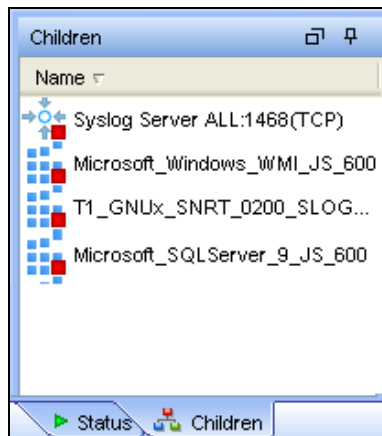 Children
Name
Syslog Server ALL:1468(TCP)
Microsoft_Windows_WMI_JS_600
T1_GNUx_SNRT_0200_SLOG...
Microsoft_SQLServer_9_JS_600
Status Children